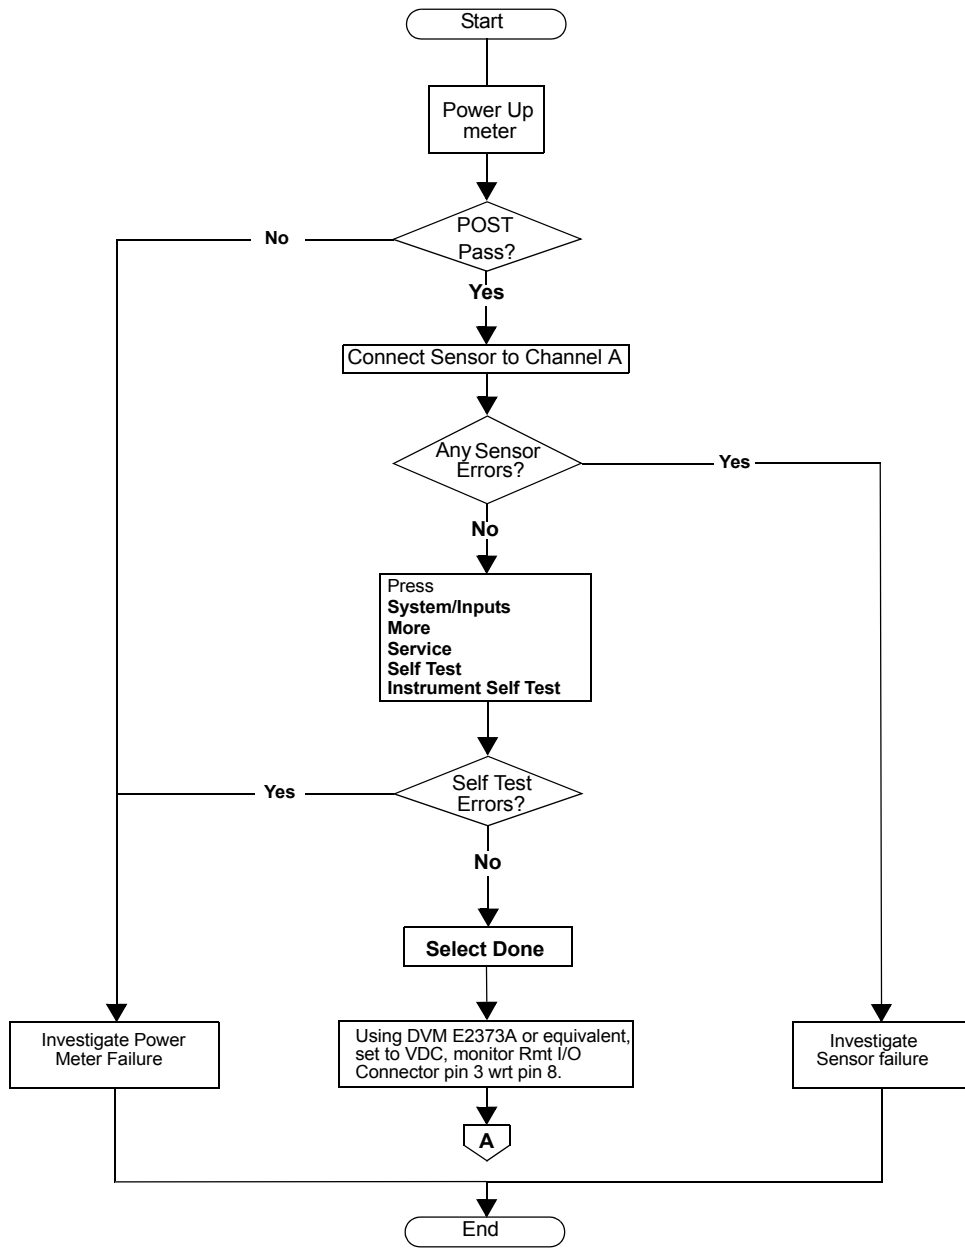 Start
Power Up
meter
POST
Pass?
No
Yes
Connect Sensor to Channel A
Any Sensor
Errors?
Yes
No
Press
System/Inputs
More
Service
Self Test
Instrument Self Test
Self Test
Errors?
Yes
No
Select Done
Investigate Power
Meter Failure
Using DVM E2373A or equivalent,
set to VDC, monitor Rmt I/O
Connector pin 3 wrt pin 8.
Investigate
Sensor failure
A
End